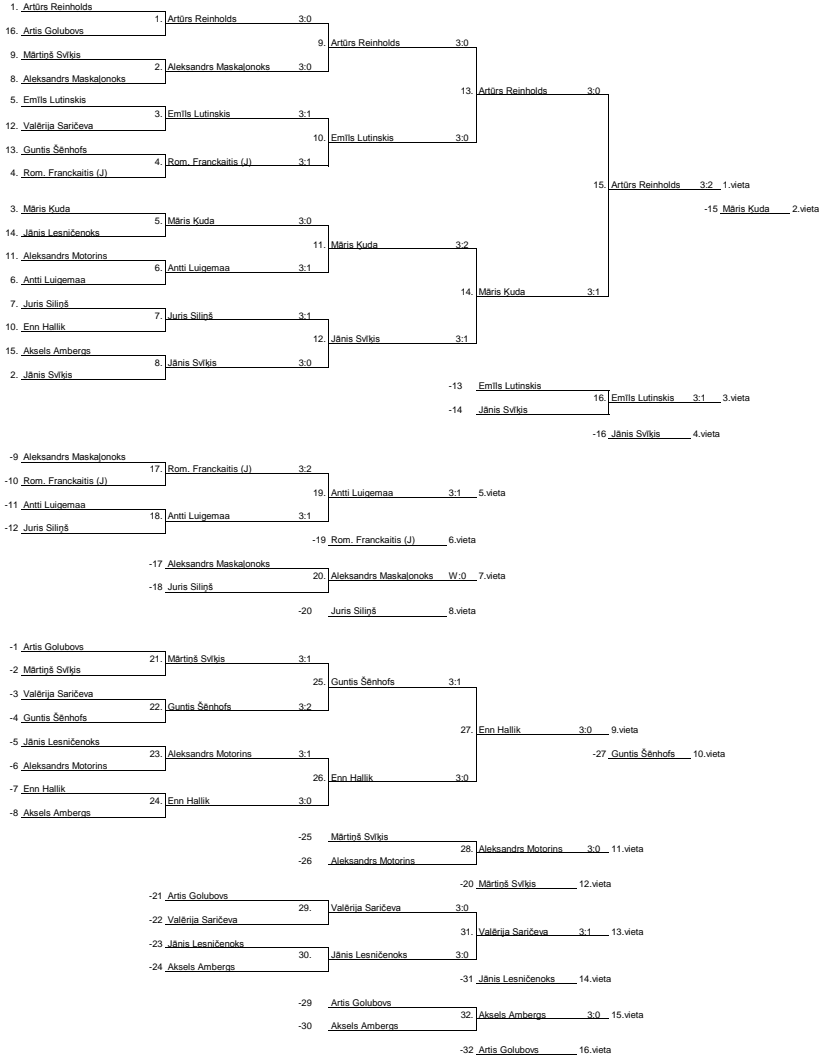 1. Artūrs Reinholds
1. Artūrs Reinholds 3:0
16. Artis Golubovs
9. Artūrs Reinholds 3:0
9. Mārtiņš Svīķis
2. Aleksandrs Maskaļonoks 3:0
8. Aleksandrs Maskaļonoks
13. Artūrs Reinholds 3:0
5. Emīls Lutinskis
3. Emīls Lutinskis 3:1
12. Valērija Saričeva
10. Emīls Lutinskis 3:0
13. Guntis Šēnhofs
4. Rom. Franckaitis (J) 3:1
4. Rom. Franckaitis (J)
15. Artūrs Reinholds 3:2 1.vieta
-15 Māris Ķuda 2.vieta
3. Māris Ķuda
5. Māris Ķuda 3:0
14. Jānis Lesničenoks
11. Māris Ķuda 3:2
11. Aleksandrs Motorins
6. Antti Luigemaa 3:1
6. Antti Luigemaa
14. Māris Ķuda 3:1
7. Juris Siliņš
7. Juris Siliņš 3:1
10. Enn Hallik
12. Jānis Svīķis 3:1
15. Aksels Ambergs
8. Jānis Svīķis 3:0
2. Jānis Svīķis
-13 Emīls Lutinskis
16. Emīls Lutinskis 3:1 3.vieta
-14 Jānis Svīķis
-16 Jānis Svīķis 4.vieta
-9 Aleksandrs Maskaļonoks
17. Rom. Franckaitis (J) 3:2
-10 Rom. Franckaitis (J)
19. Antti Luigemaa 3:1 5.vieta
-11 Antti Luigemaa
18. Antti Luigemaa 3:1
-12 Juris Siliņš
-19 Rom. Franckaitis (J) 6.vieta
-17 Aleksandrs Maskaļonoks
20. Aleksandrs Maskaļonoks W:0 7.vieta
-18 Juris Siliņš
-20 Juris Siliņš 8.vieta
-1 Artis Golubovs
21. Mārtiņš Svīķis 3:1
-2 Mārtiņš Svīķis
25. Guntis Šēnhofs 3:1
-3 Valērija Saričeva
22. Guntis Šēnhofs 3:2
-4 Guntis Šēnhofs
27. Enn Hallik 3:0 9.vieta
-5 Jānis Lesničenoks
23. Aleksandrs Motorins 3:1
-27 Guntis Šēnhofs 10.vieta
-6 Aleksandrs Motorins
26. Enn Hallik 3:0
-7 Enn Hallik
24. Enn Hallik 3:0
-8 Aksels Ambergs
-25 Mārtiņš Svīķis
28. Aleksandrs Motorins 3:0 11.vieta
-26 Aleksandrs Motorins
-20 Mārtiņš Svīķis 12.vieta
-21 Artis Golubovs
29. Valērija Saričeva 3:0
-22 Valērija Saričeva
31. Valērija Saričeva 3:1 13.vieta
-23 Jānis Lesničenoks
30. Jānis Lesničenoks 3:0
-24 Aksels Ambergs
-31 Jānis Lesničenoks 14.vieta
-29 Artis Golubovs
32. Aksels Ambergs 3:0 15.vieta
-30 Aksels Ambergs
-32 Artis Golubovs 16.vieta